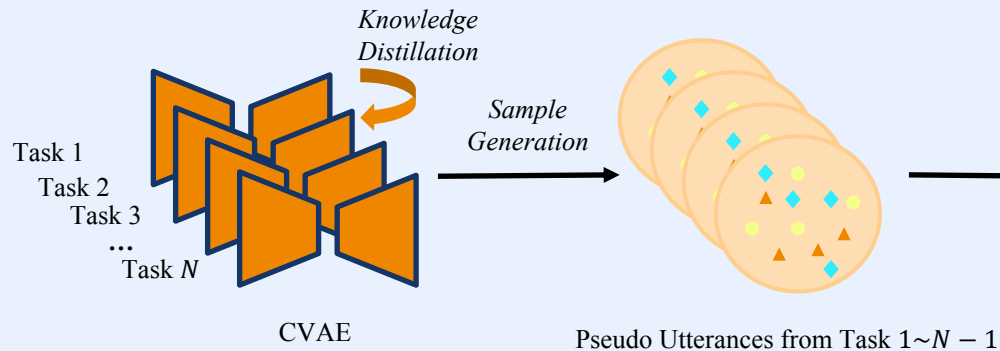 Knowledge
Distillation
Sample
Generation
Task 1
Task 2
Task 3
...
Task N
CVAE
Pseudo Utterances from Task 1~N − 1